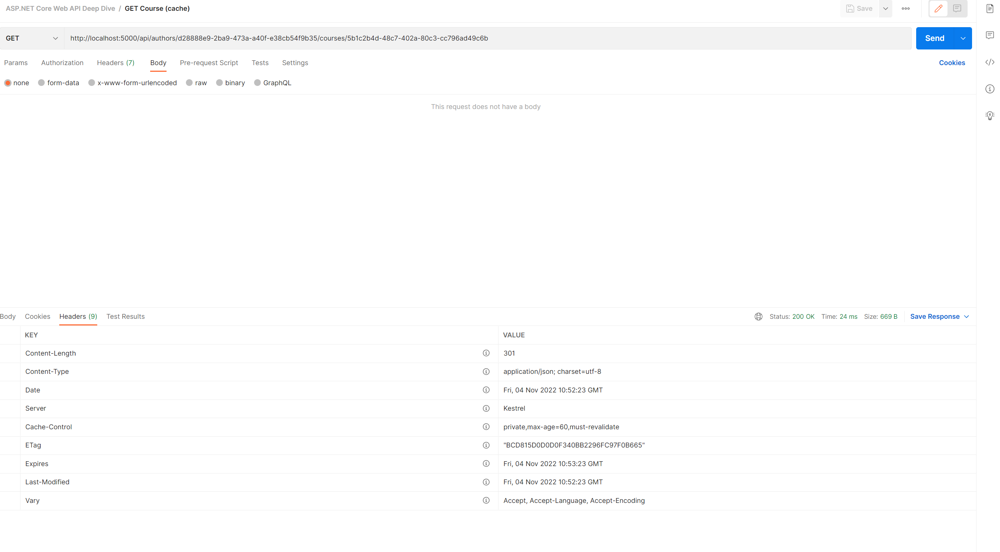 ASP.NET Core Web API Deep Dive / GET Course (cache)
Save
GET
http://localhost:5000/api/authors/d28888e9-2ba9-473a-a40f-e38cb54f9b35/courses/5b1c2b4d-48c7-402a-80c3-cc796ad49c6b
Send
Params Authorization Headers (7) Body Pre-request Script Tests Settings Cookies
none form-data x-www-form-urlencoded raw binary GraphQL
This request does not have a body
Body Cookies Headers (9) Test Results Status: 200 OK Time: 24 ms Size: 669 B Save Response
KEY VALUE
Content-Length 301
Content-Type application/json; charset=utf-8
Date Fri, 04 Nov 2022 10:52:23 GMT
Server Kestrel
Cache-Control private,max-age=60,must-revalidate
ETag "BCD815D0D0D0F340BB2296FC97F0B665"
Expires Fri, 04 Nov 2022 10:53:23 GMT
Last-Modified Fri, 04 Nov 2022 10:52:23 GMT
Vary Accept, Accept-Language, Accept-Encoding